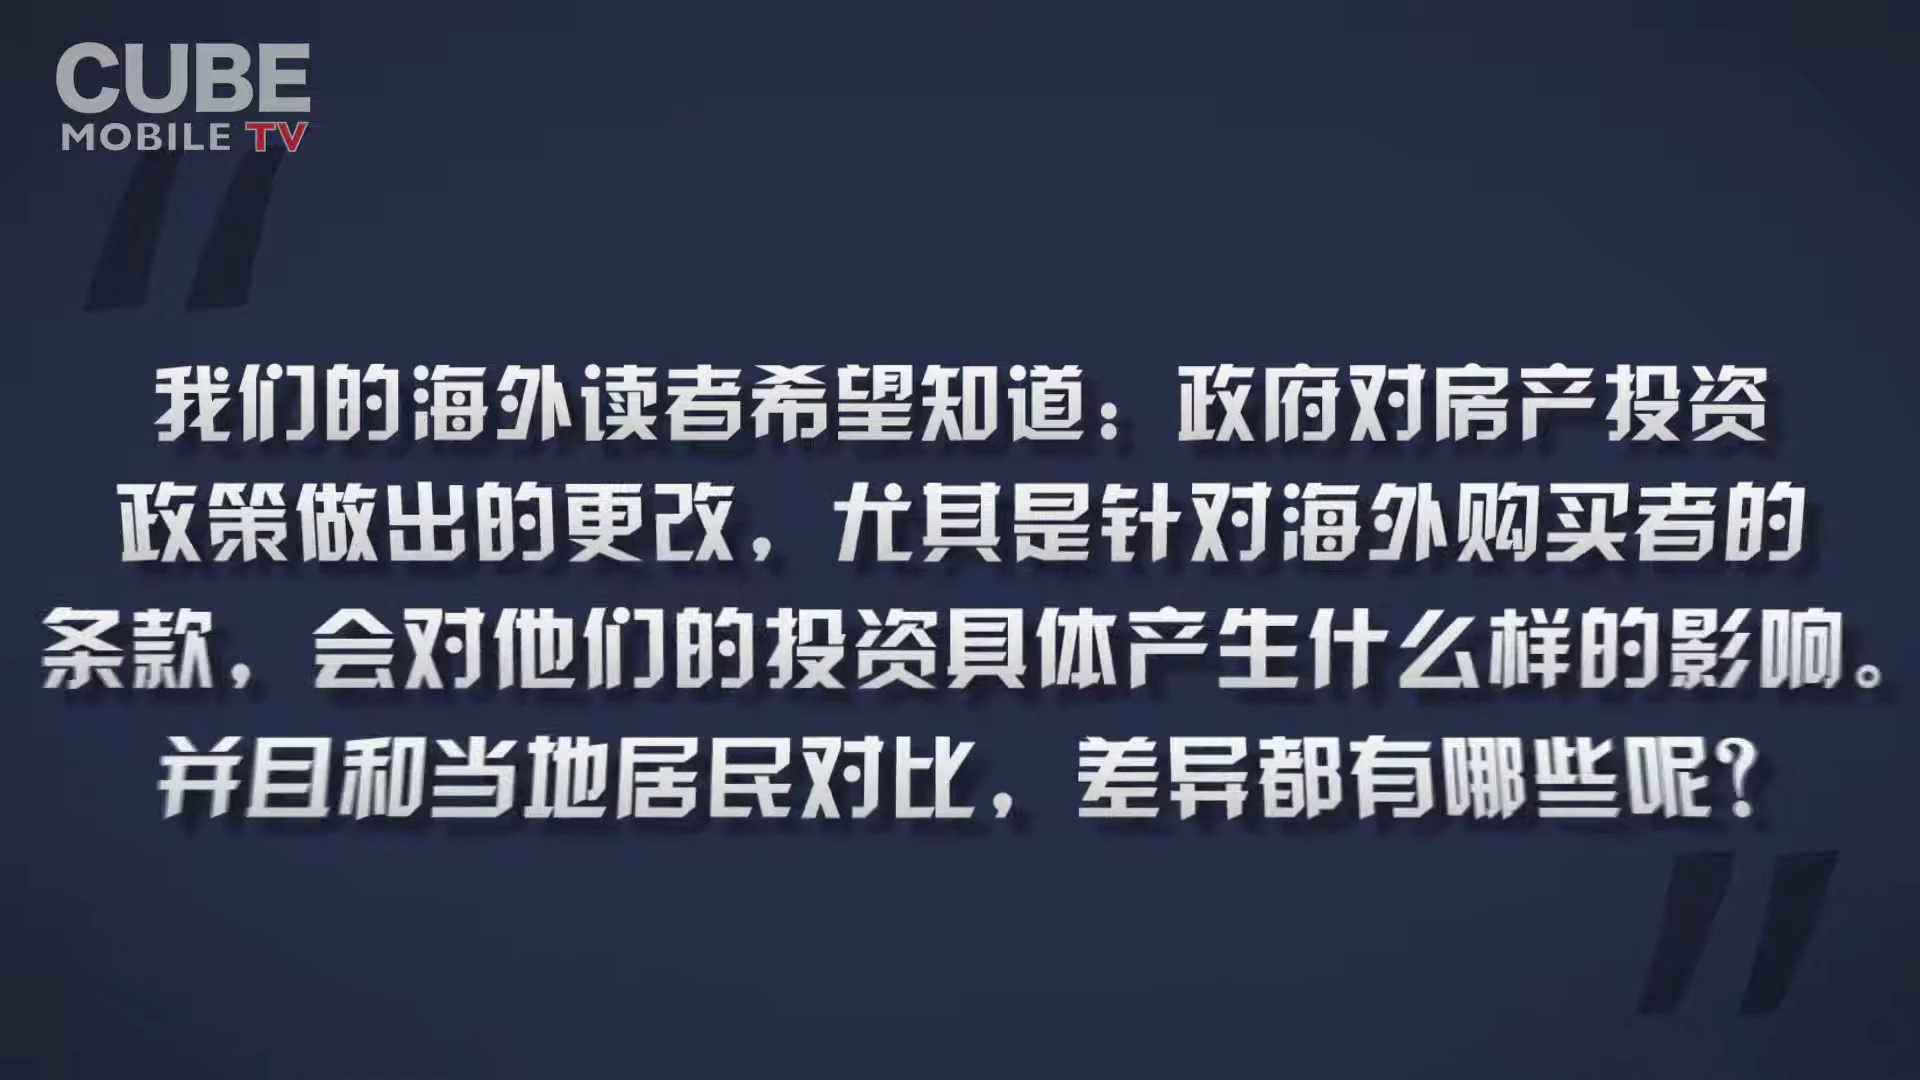 CUBE
MOBILE TV
我们的海外读者希望知道：政府对房产投资
政策做出的更改，尤其是针对海外购买者的
条款，会对他们的投资具体产生什么样的影响。
并且和当地居民对比，差异都有哪些呢？